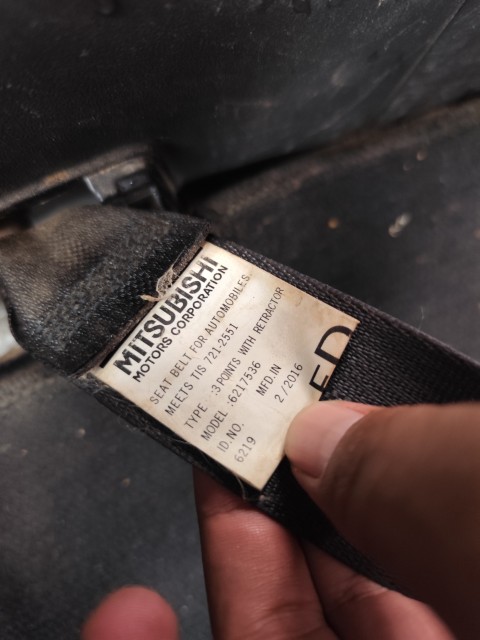 MITSUBISHI
MOTORS CORPORATION
SEAT BELT FOR AUTOMOBILES.
MEETS TIS 721-2551
TYPE :3 POINTS WITH RETRACTOR
MODEL :6217536
ID.NO. MFD.IN
6219 2/2016
ED